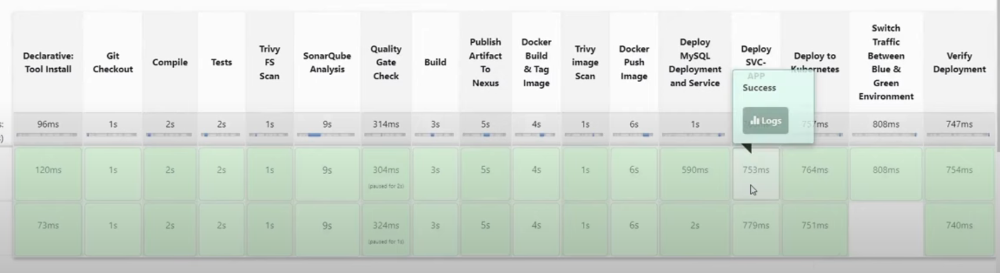 Declarative:
Tool Install
Git
Checkout
Compile
Tests
Trivy
FS
Scan
SonarQube
Analysis
Quality
Gate
Check
Build
Publish
Artifact
To
Nexus
Docker
Build
& Tag
Image
Trivy
image
Scan
Docker
Push
Image
Deploy
MySQL
Deployment
and Service
Deploy
SVC-
APP
Deploy to
Kubernetes
Switch
Traffic
Between
Blue &
Green
Environment
Verify
Deployment
Success
Logs
s: 96ms 1s 2s 2s 1s 9s 314ms 3s 5s 4s 1s 6s 1s 757ms 808ms 747ms
s)
120ms 1s 2s 2s 1s 9s 304ms 3s 5s 4s 1s 6s 590ms 753ms 764ms 808ms 754ms
(paused for 2s)
73ms 1s 2s 2s 1s 9s 324ms 3s 5s 4s 1s 6s 2s 779ms 751ms 740ms
(paused for 1s)